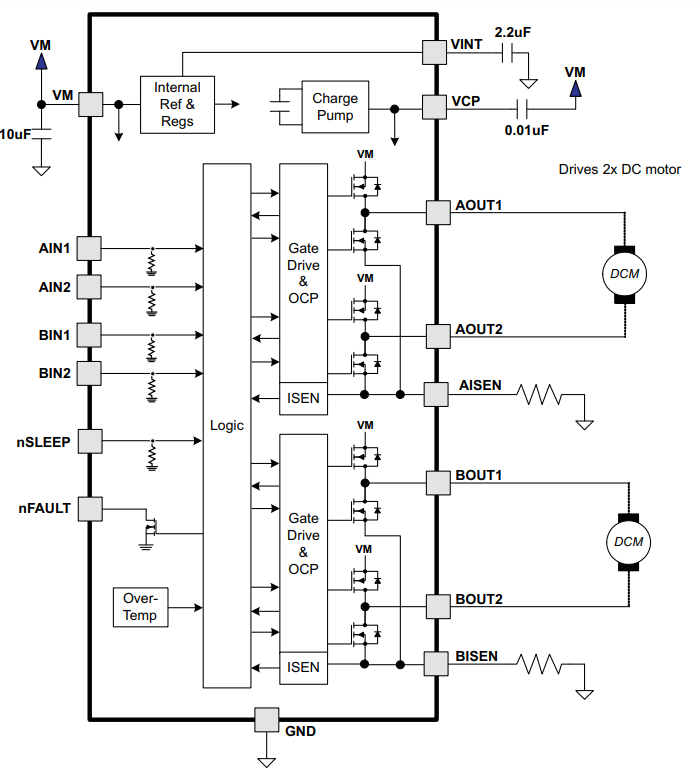 VM
VM
10uF
Internal
Ref &
Regs
Charge
Pump
VINT
2.2uF
VCP
VM
0.01uF
Drives 2x DC motor
AIN1
AIN2
BIN1
BIN2
nSLEEP
nFAULT
Over-
Temp
Logic
Gate
Drive
&
OCP
ISEN
VM
VM
AOUT1
DCM
AOUT2
AISEN
Gate
Drive
&
OCP
ISEN
VM
VM
BOUT1
DCM
BOUT2
BISEN
GND